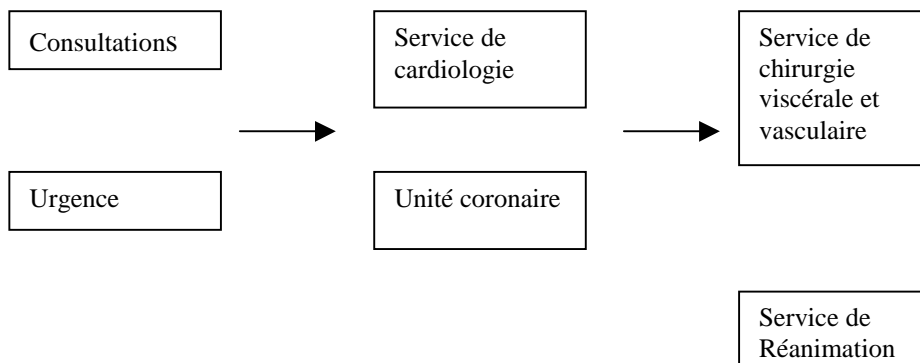 Consultations
Urgence
Service de
cardiologie
Unité coronaire
Service de
chirurgie
viscérale et
vasculaire
Service de
Réanimation